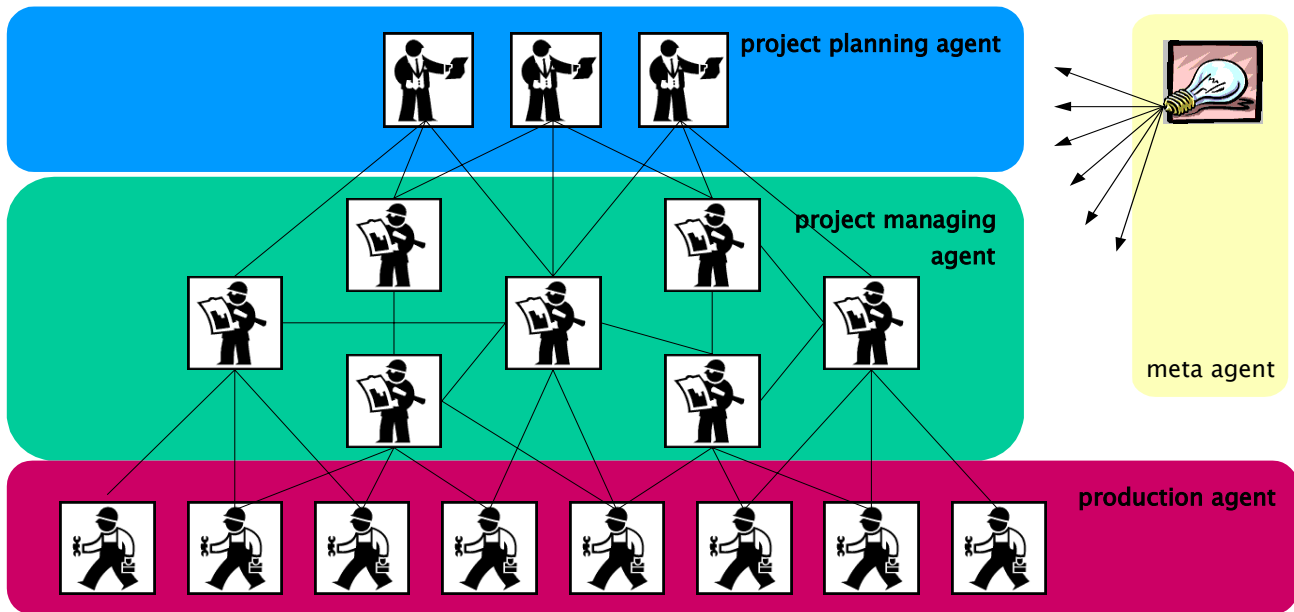 project planning agent
project managing
agent
meta agent
production agent